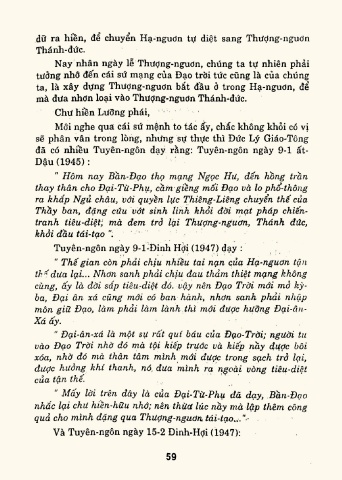 dữ ra hiền, để chuyển Hạ-nguơn tự diệt sang Thượng-nguơn
Thánh-đức.
Nay nhân ngày lễ Thượng-nguơn, chúng ta tự nhiên phải
tưởng nhớ đến cái sứ mạng của Đạo trời tức cũng là của chúng
ta, là xây dựng Thượng-nguơn bắt đầu ở trong Hạ-nguơn, để
mà đưa nhơn loại vào Thượng-nguơn Thánh-đức.
Chư hiền Lưỡng phái,
Mới nghe qua cái sứ mệnh to tác ấy, chắc không khỏi có vị
sẽ phân vân trong lòng, nhưng sự thực thì Đức Lý Giáo-Tông
đã có nhiều Tuyên-ngôn dạy rằng: Tuyên-ngôn ngày 9-1 ất-
Dậu (1945) :
" Hôm nay Bần-Đạo thọ mạng Ngọc Hư, đến hồng trần
thay thân cho Đại-Từ-Phụ, cầm giềng mối Đạo và lo phổ-thông
ra khắp Ngũ châu, với quyền lực Thiêng-Liêng chuyển thế của
Thầy ban, đặng cứu vớt sinh linh khỏi đời mạt pháp chiến-
tranh tiêu-diệt; mà đem trở lại Thượng-nguơn, Thánh đức,
khởi đầu tái-tạo ".
Tuyên-ngôn ngày 9-1-Dinh Hợi (1947) dạy :
" Thế gian còn phải chịu nhiều tai nạn của Hạ-nguơn tận
thế đưa lại... Nhơn sanh phải chịu đau thảm thiệt mạng không
cùng, ấy là đời sắp tiêu-diệt đó. vậy nên Đạo Trời mới mở kỳ-
ba, Đại ân xá cũng mới có ban hành, nhơn sanh phải nhập
môn giữ Đạo, làm phải làm lành thì mới được hưởng Đại-ân-
Xá ấy.
" Đại-ân-xá là một sự rất quí báu của Đạo-Trời; người tu
vào Đạo Trời nhờ đó mà tội kiếp trước và kiếp nầy được bôi
xóa, nhờ đó mà thân tâm mình mới được trong sạch trở lại,
được hưởng khí thanh, nó đưa mình ra ngoài vòng tiêu-diệt
của tận thế.
" Mấy lời trên đây là của Đại-Từ-Phụ đã dạy, Bần-Đạo
nhắc lại chư hiền-hữu nhớ; nên thừa lúc nầy mà lập thêm công
quả cho mình đặng qua Thượng-nguơn tái-tạo..."
Và Tuyên-ngôn ngày 15-2 Dinh-Hợi (1947):
59